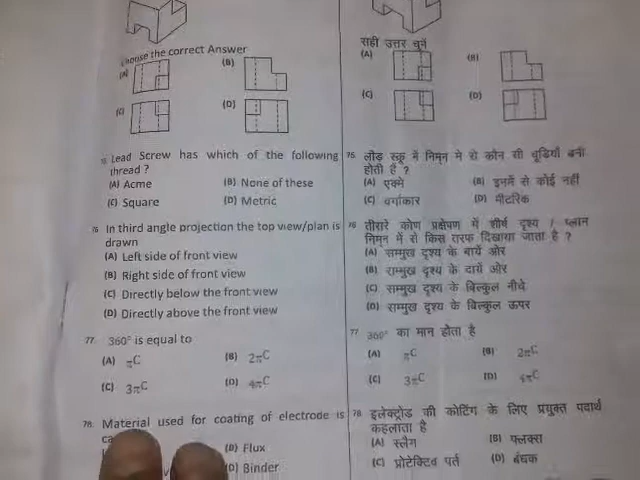 Choose the correct Answer
(A) (B)
(C) (D)
75 Lead Screw has which of the following
thread ?
(A) Acme (B) None of these
(C) Square (D) Metric
76 In third angle projection the top view/plan is
drawn
(A) Left side of front view
(B) Right side of front view
(C) Directly below the front view
(D) Directly above the front view
77. 360° is equal to
(A) πC (B) 2πC
(C) 3πC (D) 4πC
78. Material used for coating of electrode is
(B) Flux
(D) Binder
सही उत्तर चुनें
(A) (B)
(C) (D)
75 लोड स्क्रू में निम्न मे से कौन सी चूड़ियाँ बनी
होती हैं ?
(A) एक्मे (B) इनमें से कोई नहीं
(C) वर्गाकार (D) मीटरिक
76 तीसरे कोण प्रक्षेपण में शीर्ष दृश्य / प्लान
निम्न में से किस तरफ दिखाया जाता है ?
(A) सम्मुख दृश्य के बायें ओर
(B) सम्मुख दृश्य के दायें ओर
(C) सम्मुख दृश्य के बिल्कुल नीचे
(D) सम्मुख दृश्य के बिल्कुल ऊपर
77 360° का मान होता है
(A) πC (B) 2πC
(C) 3πC (D) 4πC
78 इलेक्ट्रोड की कोटिंग के लिए प्रयुक्त पदार्थ
कहलाता है
(A) स्लैग (B) फ्लक्स
(C) प्रोटेक्टिव पर्त (D) बंधक